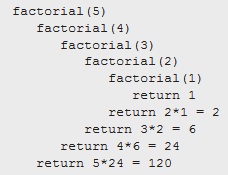 factorial(5)
factorial(4)
factorial(3)
factorial(2)
factorial(1)
return 1
return 2*1 = 2
return 3*2 = 6
return 4*6 = 24
return 5*24 = 120